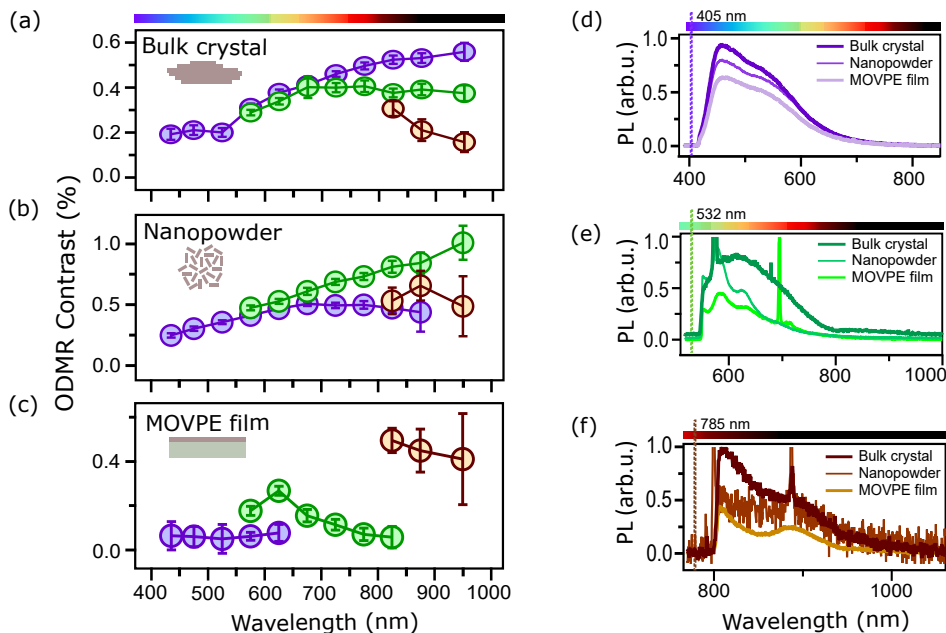 (a)
Bulk crystal
0.6
0.4
0.2
0.0
(b)
Nanopowder
1.0
0.5
0.0
(c)
MOVPE film
0.4
0.0
ODMR Contrast (%)
400 500 600 700 800 900 1000
Wavelength (nm)
(d)
405 nm
Bulk crystal
Nanopowder
MOVPE film
PL (arb.u.)
1.0
0.5
0.0
400 600 800
(e)
532 nm
Bulk crystal
Nanopowder
MOVPE film
PL (arb.u.)
1.0
0.5
0.0
600 800 1000
(f)
785 nm
Bulk crystal
Nanopowder
MOVPE film
PL (arb.u.)
1.0
0.5
0.0
800 1000
Wavelength (nm)